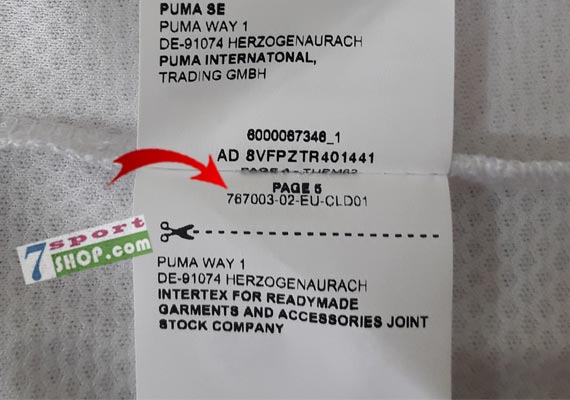 PUMA SE
PUMA WAY 1
DE-91074 HERZOGENAURACH
PUMA INTERNATONAL,
TRADING GMBH
6000067346_1
AD 8VFPZTR401441
PAGE 5
767003-02-EU-CLD01
7sport
SHOP.com
PUMA WAY 1
DE-91074 HERZOGENAURACH
INTERTEX FOR READYMADE
GARMENTS AND ACCESSORIES JOINT
STOCK COMPANY